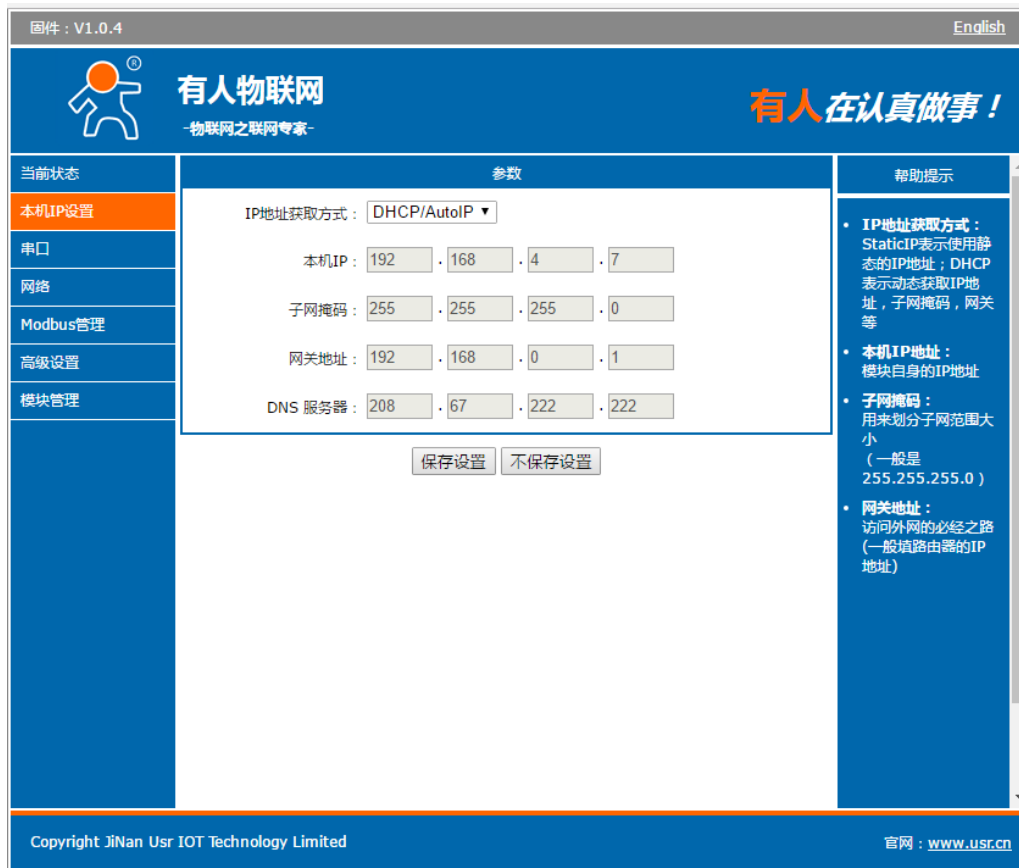 固件：V1.0.4
English
®
有人物联网
-物联网之联网专家-
有人在认真做事！
当前状态
本机IP设置
串口
网络
Modbus管理
高级设置
模块管理
参数
IP地址获取方式： DHCP/AutoIP
本机IP： 192 . 168 . 4 . 7
子网掩码： 255 . 255 . 255 . 0
网关地址： 192 . 168 . 0 . 1
DNS 服务器： 208 . 67 . 222 . 222
保存设置 不保存设置
帮助提示
• IP地址获取方式：
StaticIP表示使用静
态的IP地址；DHCP
表示动态获取IP地
址，子网掩码，网关
等
• 本机IP地址：
模块自身的IP地址
• 子网掩码：
用来划分子网范围大
小
（一般是
255.255.255.0）
• 网关地址：
访问外网的必经之路
(一般填路由器的IP
地址)
Copyright JiNan Usr IOT Technology Limited
官网：www.usr.cn